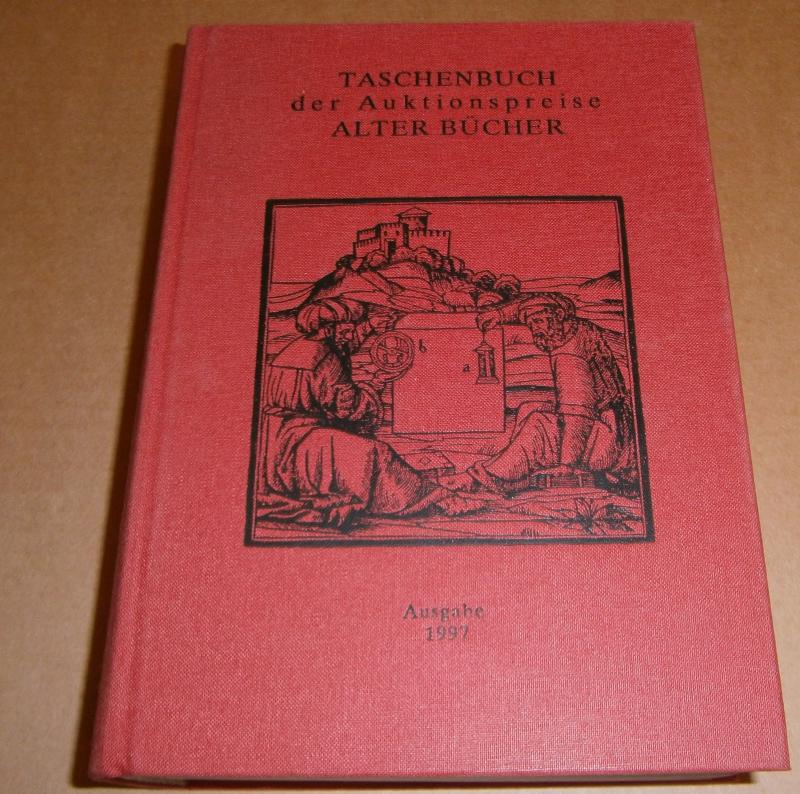 TASCHENBUCH
der Auktionspreise
ALTER BÜCHER
b
a
Ausgabe
1997